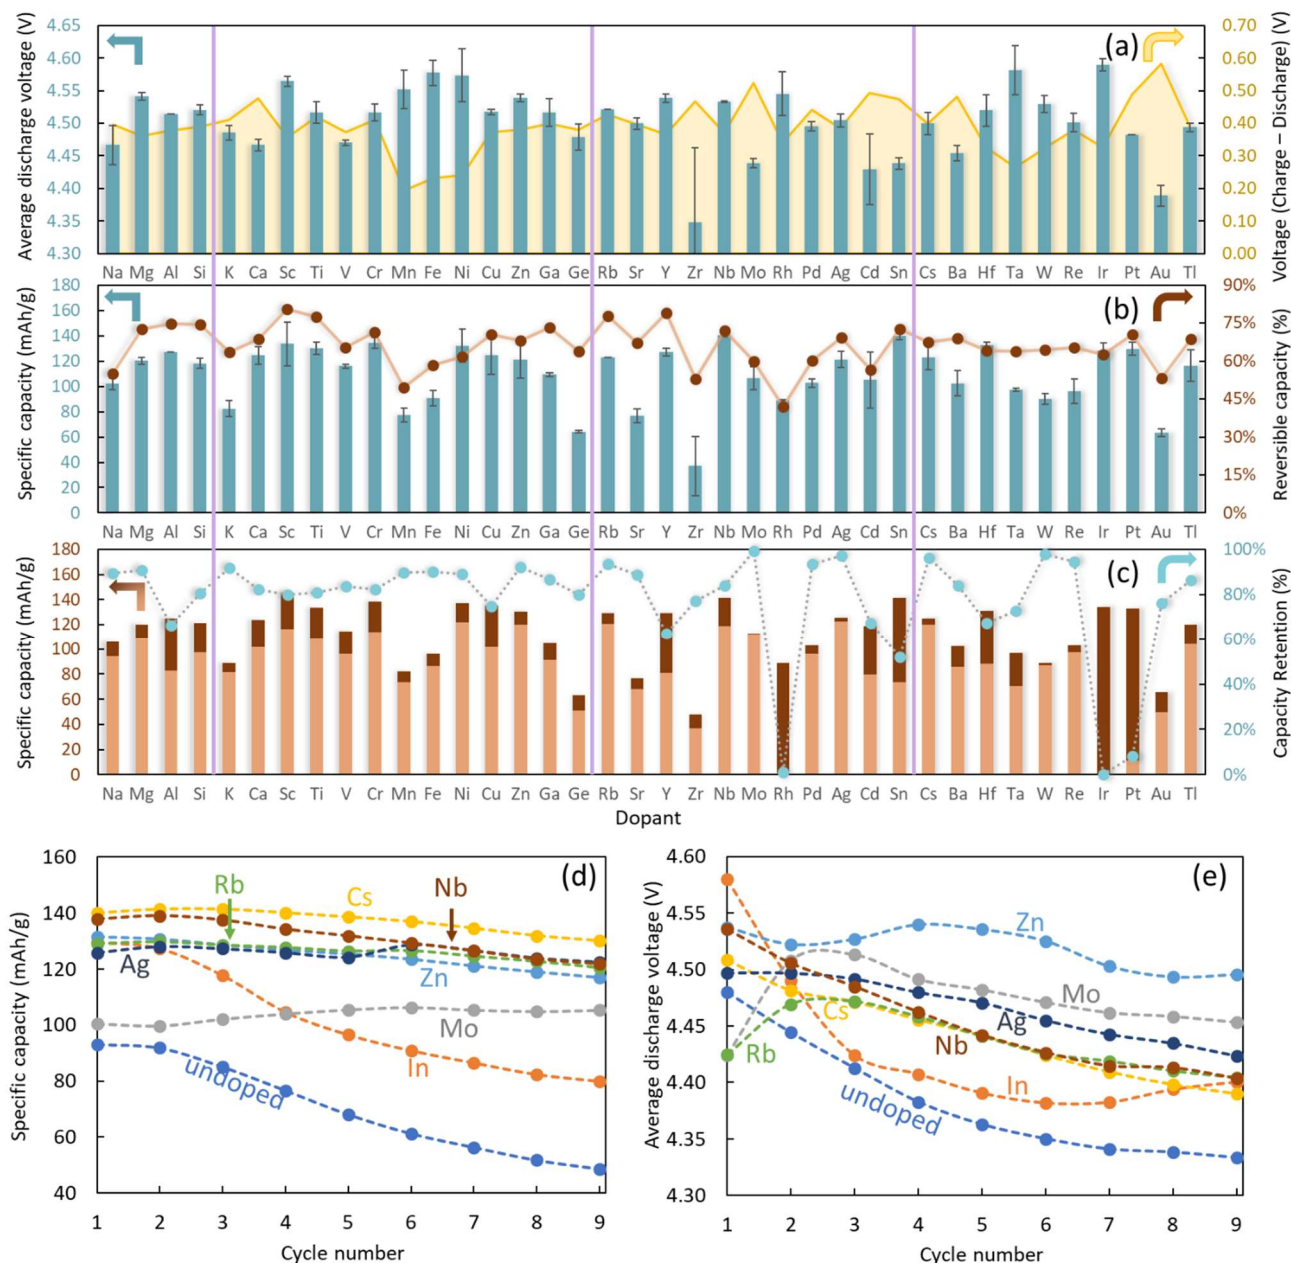 Average discharge voltage (V)
4.65
4.60
4.55
4.50
4.45
4.40
4.35
4.30
(a)
0.70
0.60
0.50
0.40
0.30
0.20
0.10
0.00
Voltage (Charge – Discharge) (V)
Na Mg Al Si K Ca Sc Ti V Cr Mn Fe Ni Cu Zn Ga Ge Rb Sr Y Zr Nb Mo Rh Pd Ag Cd Sn Cs Ba Hf Ta W Re Ir Pt Au Tl
Specific capacity (mAh/g)
180
160
140
120
100
80
60
40
20
0
(b)
90%
75%
60%
45%
30%
15%
0%
Reversible capacity (%)
Na Mg Al Si K Ca Sc Ti V Cr Mn Fe Ni Cu Zn Ga Ge Rb Sr Y Zr Nb Mo Rh Pd Ag Cd Sn Cs Ba Hf Ta W Re Ir Pt Au Tl
Specific capacity (mAh/g)
180
160
140
120
100
80
60
40
20
0
(c)
100%
80%
60%
40%
20%
0%
Capacity Retention (%)
Na Mg Al Si K Ca Sc Ti V Cr Mn Fe Ni Cu Zn Ga Ge Rb Sr Y Zr Nb Mo Rh Pd Ag Cd Sn Cs Ba Hf Ta W Re Ir Pt Au Tl
Dopant
Specific capacity (mAh/g)
160
140
120
100
80
60
40
(d)
Rb
Cs
Nb
Ag
Zn
Mo
In
undoped
1 2 3 4 5 6 7 8 9
Cycle number
Average discharge voltage (V)
4.60
4.55
4.50
4.45
4.40
4.35
4.30
(e)
Zn
Mo
Cs
Ag
Rb
Nb
In
undoped
1 2 3 4 5 6 7 8 9
Cycle number